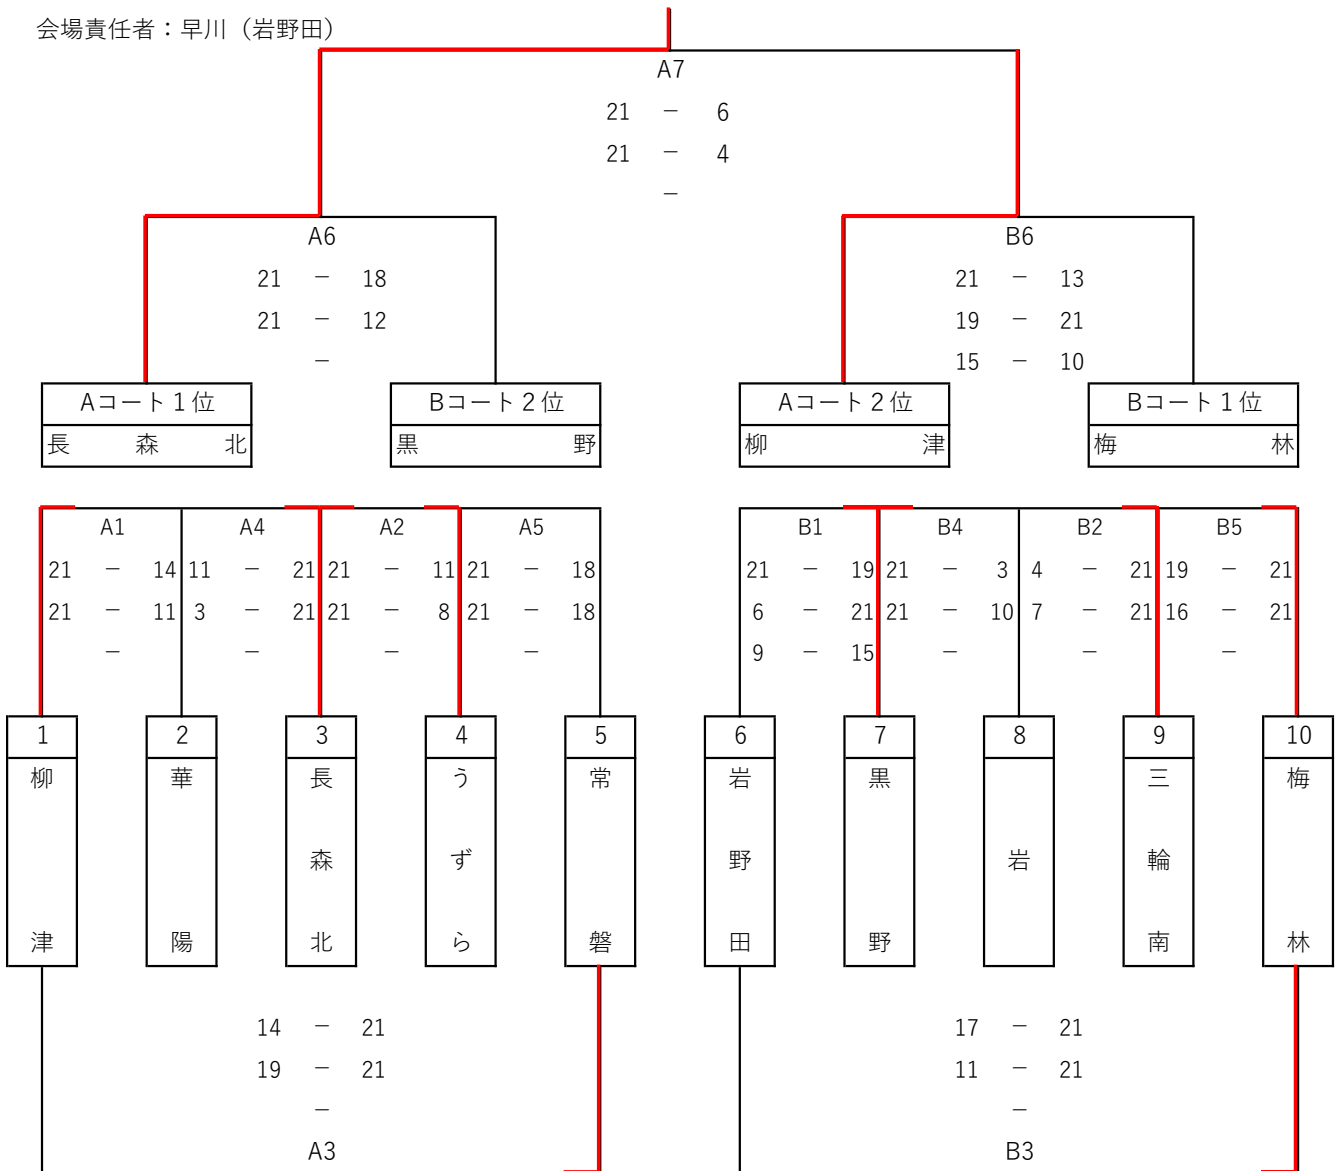 会場責任者：早川（岩野田）
A7
21 － 6
21 － 4
－
A6 B6
21 － 18 21 － 13
21 － 12 19 － 21
－ 15 － 10
Aコート１位 Bコート２位 Aコート２位 Bコート１位
長森北 黒野 柳津 梅林
A1 A4 A2 A5 B1 B4 B2 B5
21 － 14 11 － 21 21 － 11 21 － 18 21 － 19 21 － 3 4 － 21 19 － 21
21 － 11 3 － 21 21 － 8 21 － 18 6 － 21 21 － 10 7 － 21 16 － 21
－ － － － 9 － 15 － － －
1 2 3 4 5 6 7 8 9 10
柳津 華陽 長森北 うずら 常磐 岩野田 黒野 岩 三輪南 梅林
14 － 21 17 － 21
19 － 21 11 － 21
－ －
A3 B3